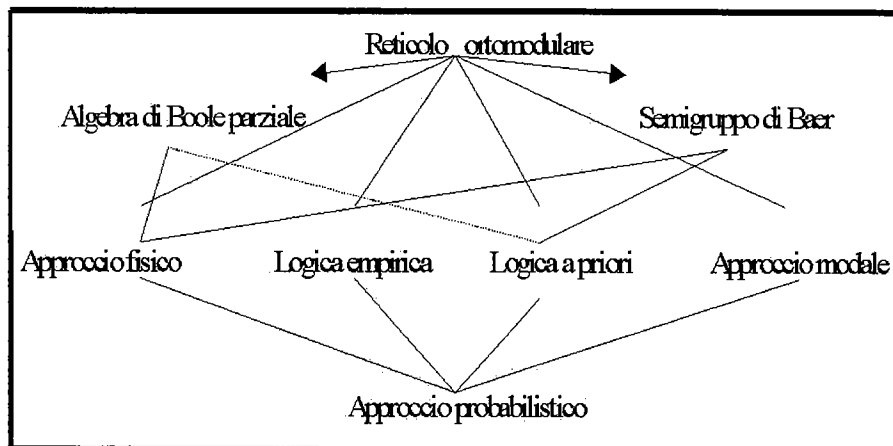 Reticolo ortomodulare
Algebra di Boole parziale
Semigruppo di Baer
Approccio fisico
Logica empirica
Logica a priori
Approccio modale
Approccio probabilistico